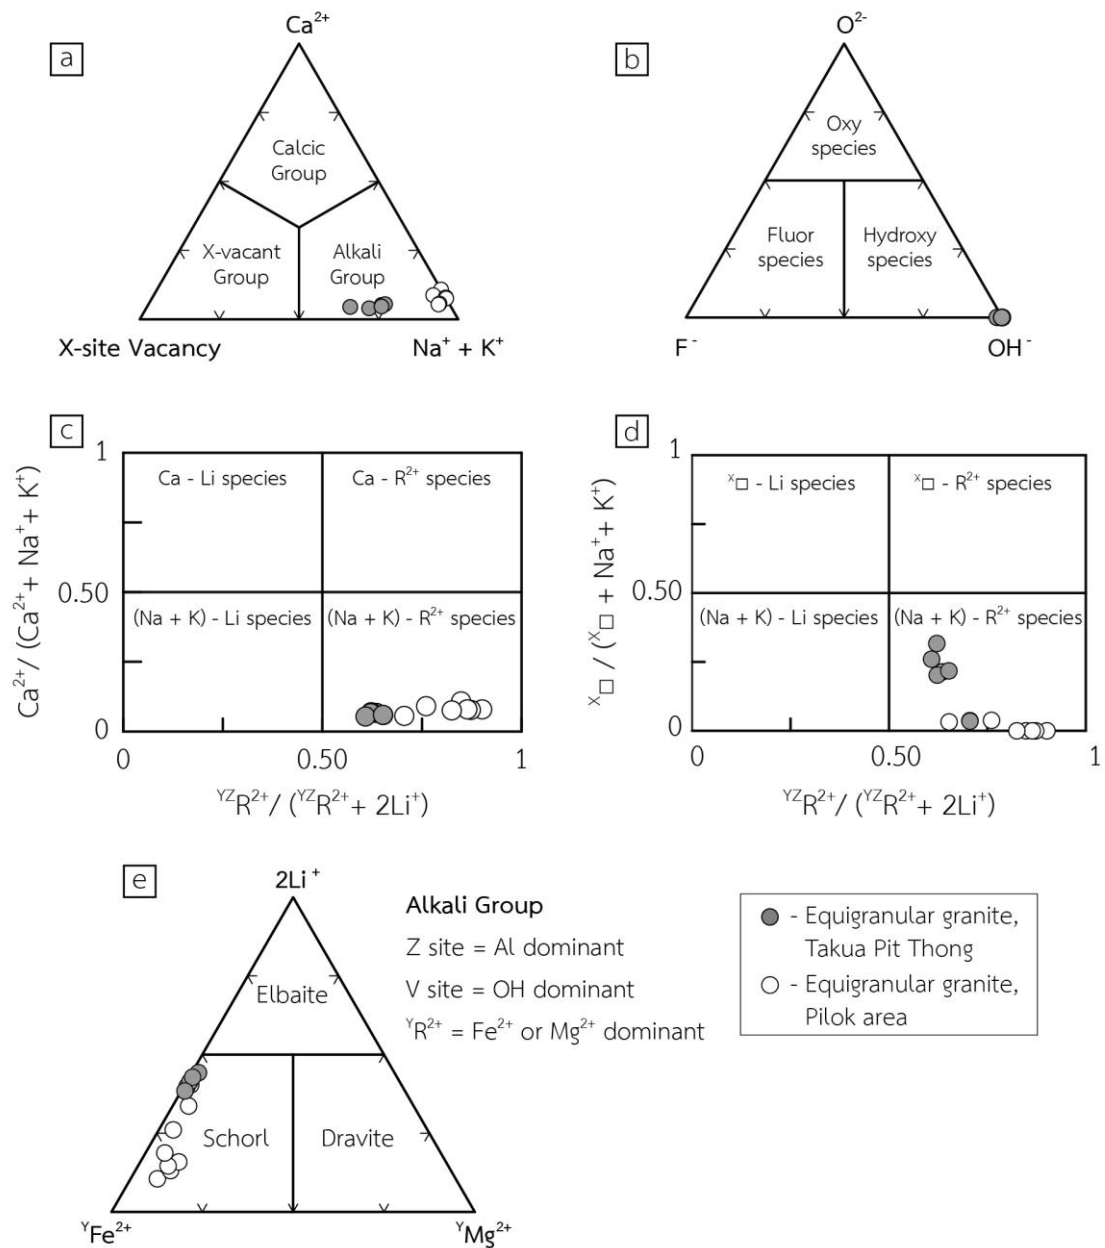 a
Ca²⁺
Calcic
Group
X-vacant
Group
Alkali
Group
X-site Vacancy
Na⁺ + K⁺
b
O²⁻
Oxy
species
Fluor
species
Hydroxy
species
F⁻
OH⁻
c
Ca²⁺/ (Ca²⁺+ Na⁺+ K⁺)
1
0.50
0
Ca - Li species
Ca - R²⁺ species
(Na + K) - Li species
(Na + K) - R²⁺ species
0
0.50
1
ʸᶻR²⁺/ (ʸᶻR²⁺+ 2Li⁺)
d
ˣ□ / (ˣ□ + Na⁺+ K⁺)
1
0.50
0
ˣ□ - Li species
ˣ□ - R²⁺ species
(Na + K) - Li species
(Na + K) - R²⁺ species
0
0.50
1
ʸᶻR²⁺/ (ʸᶻR²⁺+ 2Li⁺)
e
2Li⁺
Elbaite
Schorl
Dravite
ʸFe²⁺
ʸMg²⁺
Alkali Group
Z site = Al dominant
V site = OH dominant
ʸR²⁺ = Fe²⁺ or Mg²⁺ dominant
- Equigranular granite,
Takua Pit Thong
- Equigranular granite,
Pilok area